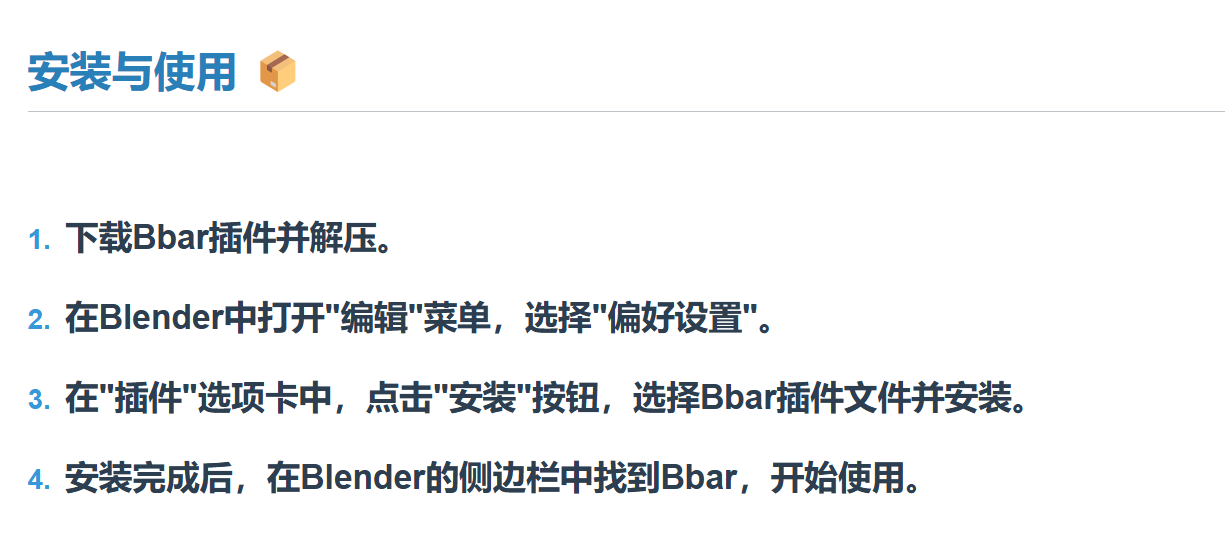 安装与使用 📦
1. 下载Bbar插件并解压。
2. 在Blender中打开"编辑"菜单，选择"偏好设置"。
3. 在"插件"选项卡中，点击"安装"按钮，选择Bbar插件文件并安装。
4. 安装完成后，在Blender的侧边栏中找到Bbar，开始使用。